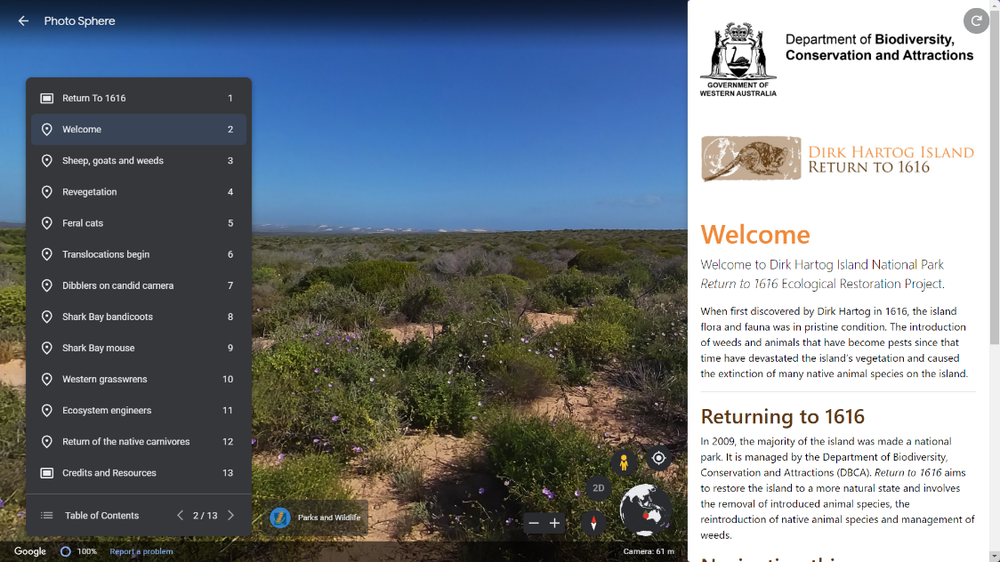 Photo Sphere
Return To 1616 1
Welcome 2
Sheep, goats and weeds 3
Revegetation 4
Feral cats 5
Translocations begin 6
Dibblers on candid camera 7
Shark Bay bandicoots 8
Shark Bay mouse 9
Western grasswrens 10
Ecosystem engineers 11
Return of the native carnivores 12
Credits and Resources 13
Table of Contents 2 / 13
Parks and Wildlife
2D
Google 100% Report a problem
Camera: 61 m
GOVERNMENT OF
WESTERN AUSTRALIA
Department of Biodiversity,
Conservation and Attractions
DIRK HARTOG ISLAND
RETURN TO 1616
Welcome
Welcome to Dirk Hartog Island National Park
Return to 1616 Ecological Restoration Project.
When first discovered by Dirk Hartog in 1616, the island
flora and fauna was in pristine condition. The introduction
of weeds and animals that have become pests since that
time have devastated the island's vegetation and caused
the extinction of many native animal species on the island.
Returning to 1616
In 2009, the majority of the island was made a national
park. It is managed by the Department of Biodiversity,
Conservation and Attractions (DBCA). Return to 1616 aims
to restore the island to a more natural state and involves
the removal of introduced animal species, the
reintroduction of native animal species and management of
weeds.